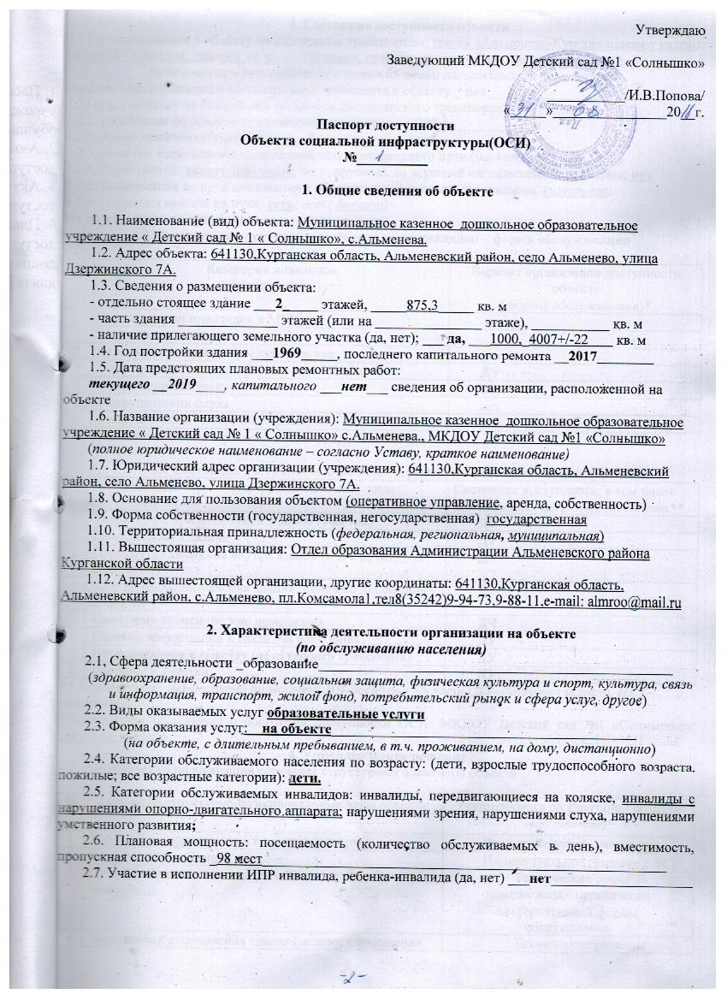 Утверждаю
Заведующий МКДОУ Детский сад №1 «Солнышко»
____________/И.В.Попова/
«31» 08 20 г.
Паспорт доступности
Объекта социальной инфраструктуры(ОСИ)
№ 1
1. Общие сведения об объекте
1.1. Наименование (вид) объекта: Муниципальное казенное дошкольное образовательное
учреждение « Детский сад № 1 « Солнышко», с.Альменева.
1.2. Адрес объекта: 641130,Курганская область, Альменевский район, село Альменево, улица
Дзержинского 7А.
1.3. Сведения о размещении объекта:
- отдельно стоящее здание ___2_____ этажей, _____875,3_____ кв. м
- часть здания ______________ этажей (или на _______________ этаже), ___________ кв. м
- наличие прилегающего земельного участка (да, нет); ___да, ___1000, 4007+/-22___ кв. м
1.4. Год постройки здания ___1969_____, последнего капитального ремонта __2017________
1.5. Дата предстоящих плановых ремонтных работ:
текущего __2019____, капитального ___нет___ сведения об организации, расположенной на
объекте
1.6. Название организации (учреждения): Муниципальное казенное дошкольное образовательное
учреждение « Детский сад № 1 « Солнышко» с.Альменева., МКДОУ Детский сад №1 «Солнышко»
(полное юридическое наименование – согласно Уставу, краткое наименование)
1.7. Юридический адрес организации (учреждения): 641130,Курганская область, Альменевский
район, село Альменево, улица Дзержинского 7А.
1.8. Основание для пользования объектом (оперативное управление, аренда, собственность)
1.9. Форма собственности (государственная, негосударственная) государственная
1.10. Территориальная принадлежность (федеральная, региональная, муниципальная)
1.11. Вышестоящая организация: Отдел образования Администрации Альменевского района
Курганской области
1.12. Адрес вышестоящей организации, другие координаты: 641130,Курганская область,
Альменевский район, с.Альменево, пл.Комсамола1,тел8(35242)9-94-73,9-88-11,e-mail: almroo@mail.ru
2. Характеристика деятельности организации на объекте
(по обслуживанию населения)
2.1, Сфера деятельности _образование________________
(здравоохранение, образование, социальная защита, физическая культура и спорт, культура, связь
и информация, транспорт, жилой фонд, потребительский рынок и сфера услуг, другое)
2.2. Виды оказываемых услуг образовательные услуги
2.3. Форма оказания услуг:__на объекте________________
(на объекте, с длительным пребыванием, в т.ч. проживанием, на дому, дистанционно)
2.4. Категории обслуживаемого населения по возрасту: (дети, взрослые трудоспособного возраста,
пожилые; все возрастные категории): дети.
2.5. Категории обслуживаемых инвалидов: инвалиды, передвигающиеся на коляске, инвалиды с
нарушениями опорно-двигательного аппарата; нарушениями зрения, нарушениями слуха, нарушениями
умственного развития;
2.6. Плановая мощность: посещаемость (количество обслуживаемых в день), вместимость,
пропускная способность _98 мест________________
2.7. Участие в исполнении ИПР инвалида, ребенка-инвалида (да, нет) ___нет________
-2-